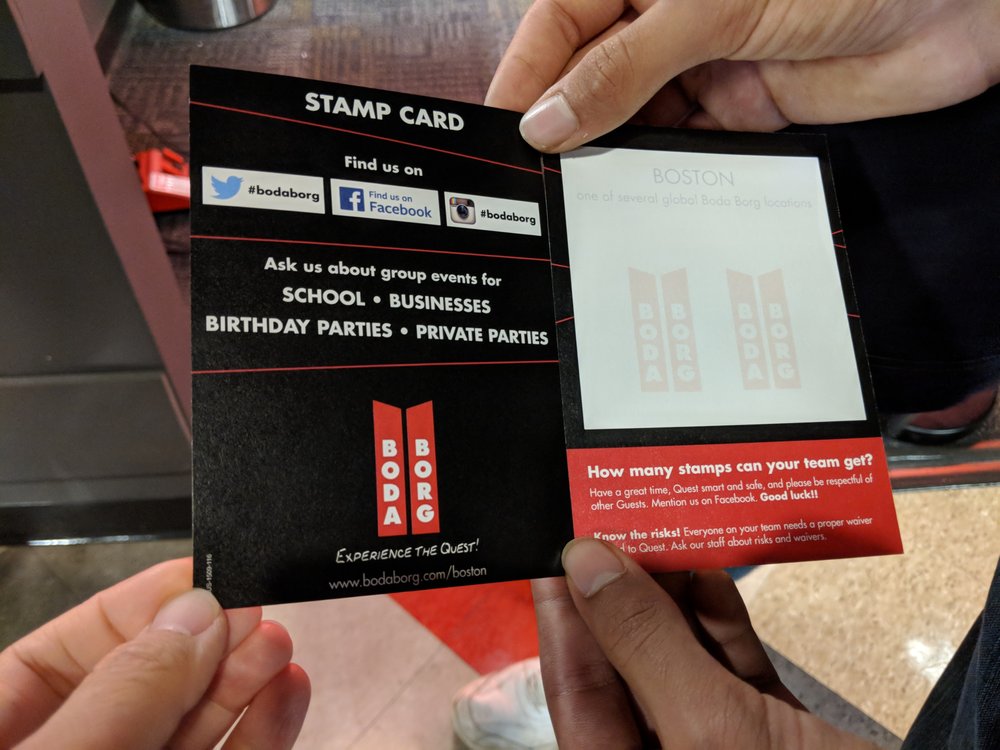 STAMP CARD
Find us on
#bodaborg
Find us on
Facebook
#bodaborg
Ask us about group events for
SCHOOL • BUSINESSES
BIRTHDAY PARTIES • PRIVATE PARTIES
BODA BORG
EXPERIENCE THE QUEST!
www.bodaborg.com/boston
BOSTON
one of several global Boda Borg locations
BODA BORG BODA BORG
How many stamps can your team get?
Have a great time, Quest smart and safe, and please be respectful of
other Guests. Mention us on Facebook. Good luck!!
Know the risks! Everyone on your team needs a proper waiver
to Quest. Ask our staff about risks and waivers.